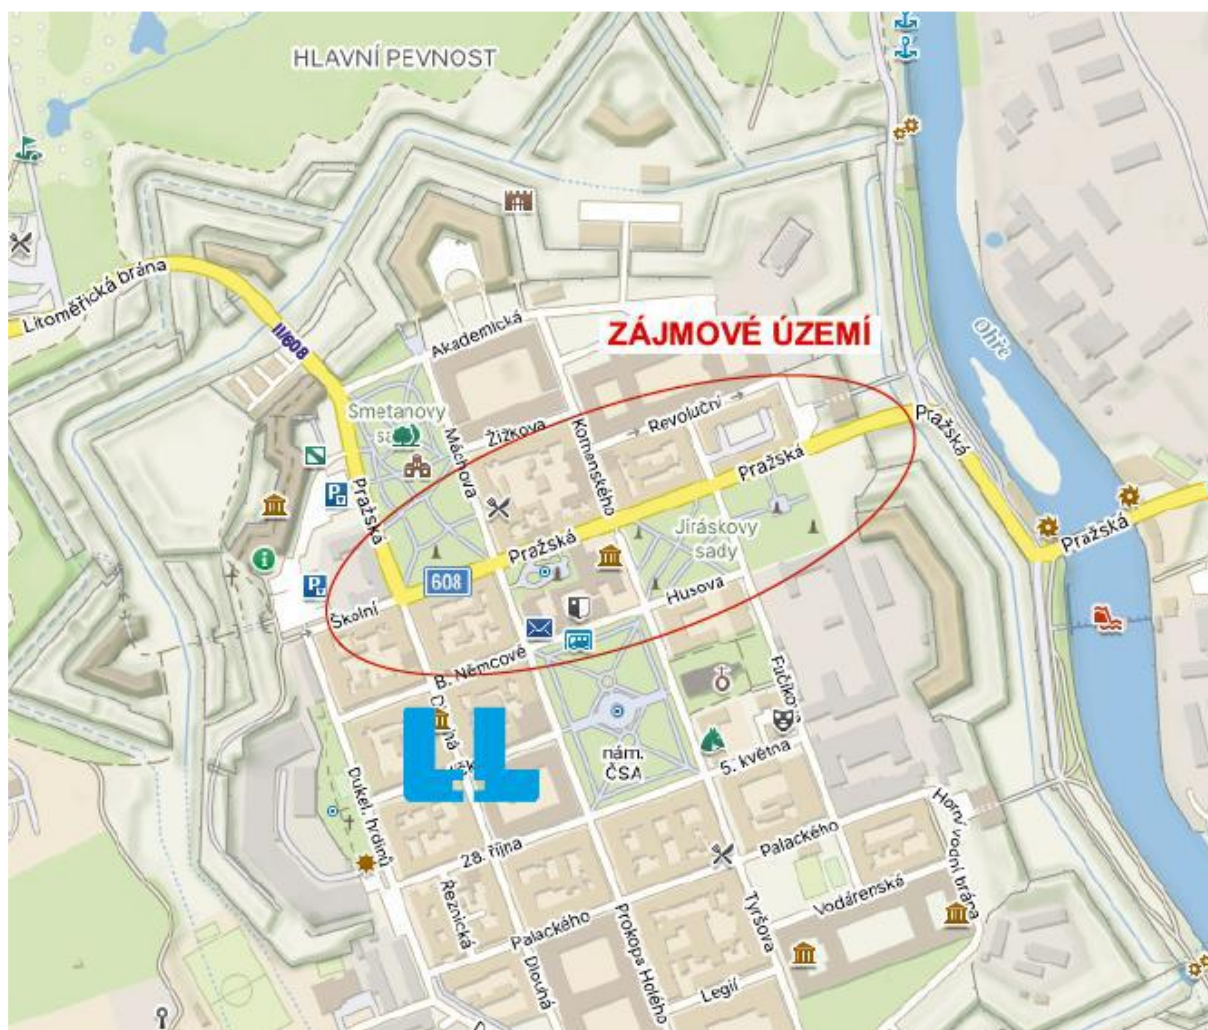 HLAVNÍ PEVNOST
Litoměřická brána
II/608
Akademická
ZÁJMOVÉ ÚZEMÍ
Ohře
Smetanovy
Žižkova
Máchova
Komenského
Revoluční
Pražská
Pražská
Pražská
Pražská
Pražská
Jiráskovy
sady
608
Školní
Husova
B. Němcové
Fučíkova
nám.
ČSA
5. května
LL
Dukel. hrdinů
28. října
Palackého
Horní vodní brána
Řeznická
Vodárenská
Palackého
Dlouhá
Prokopa Holého
Tyršova
Legií